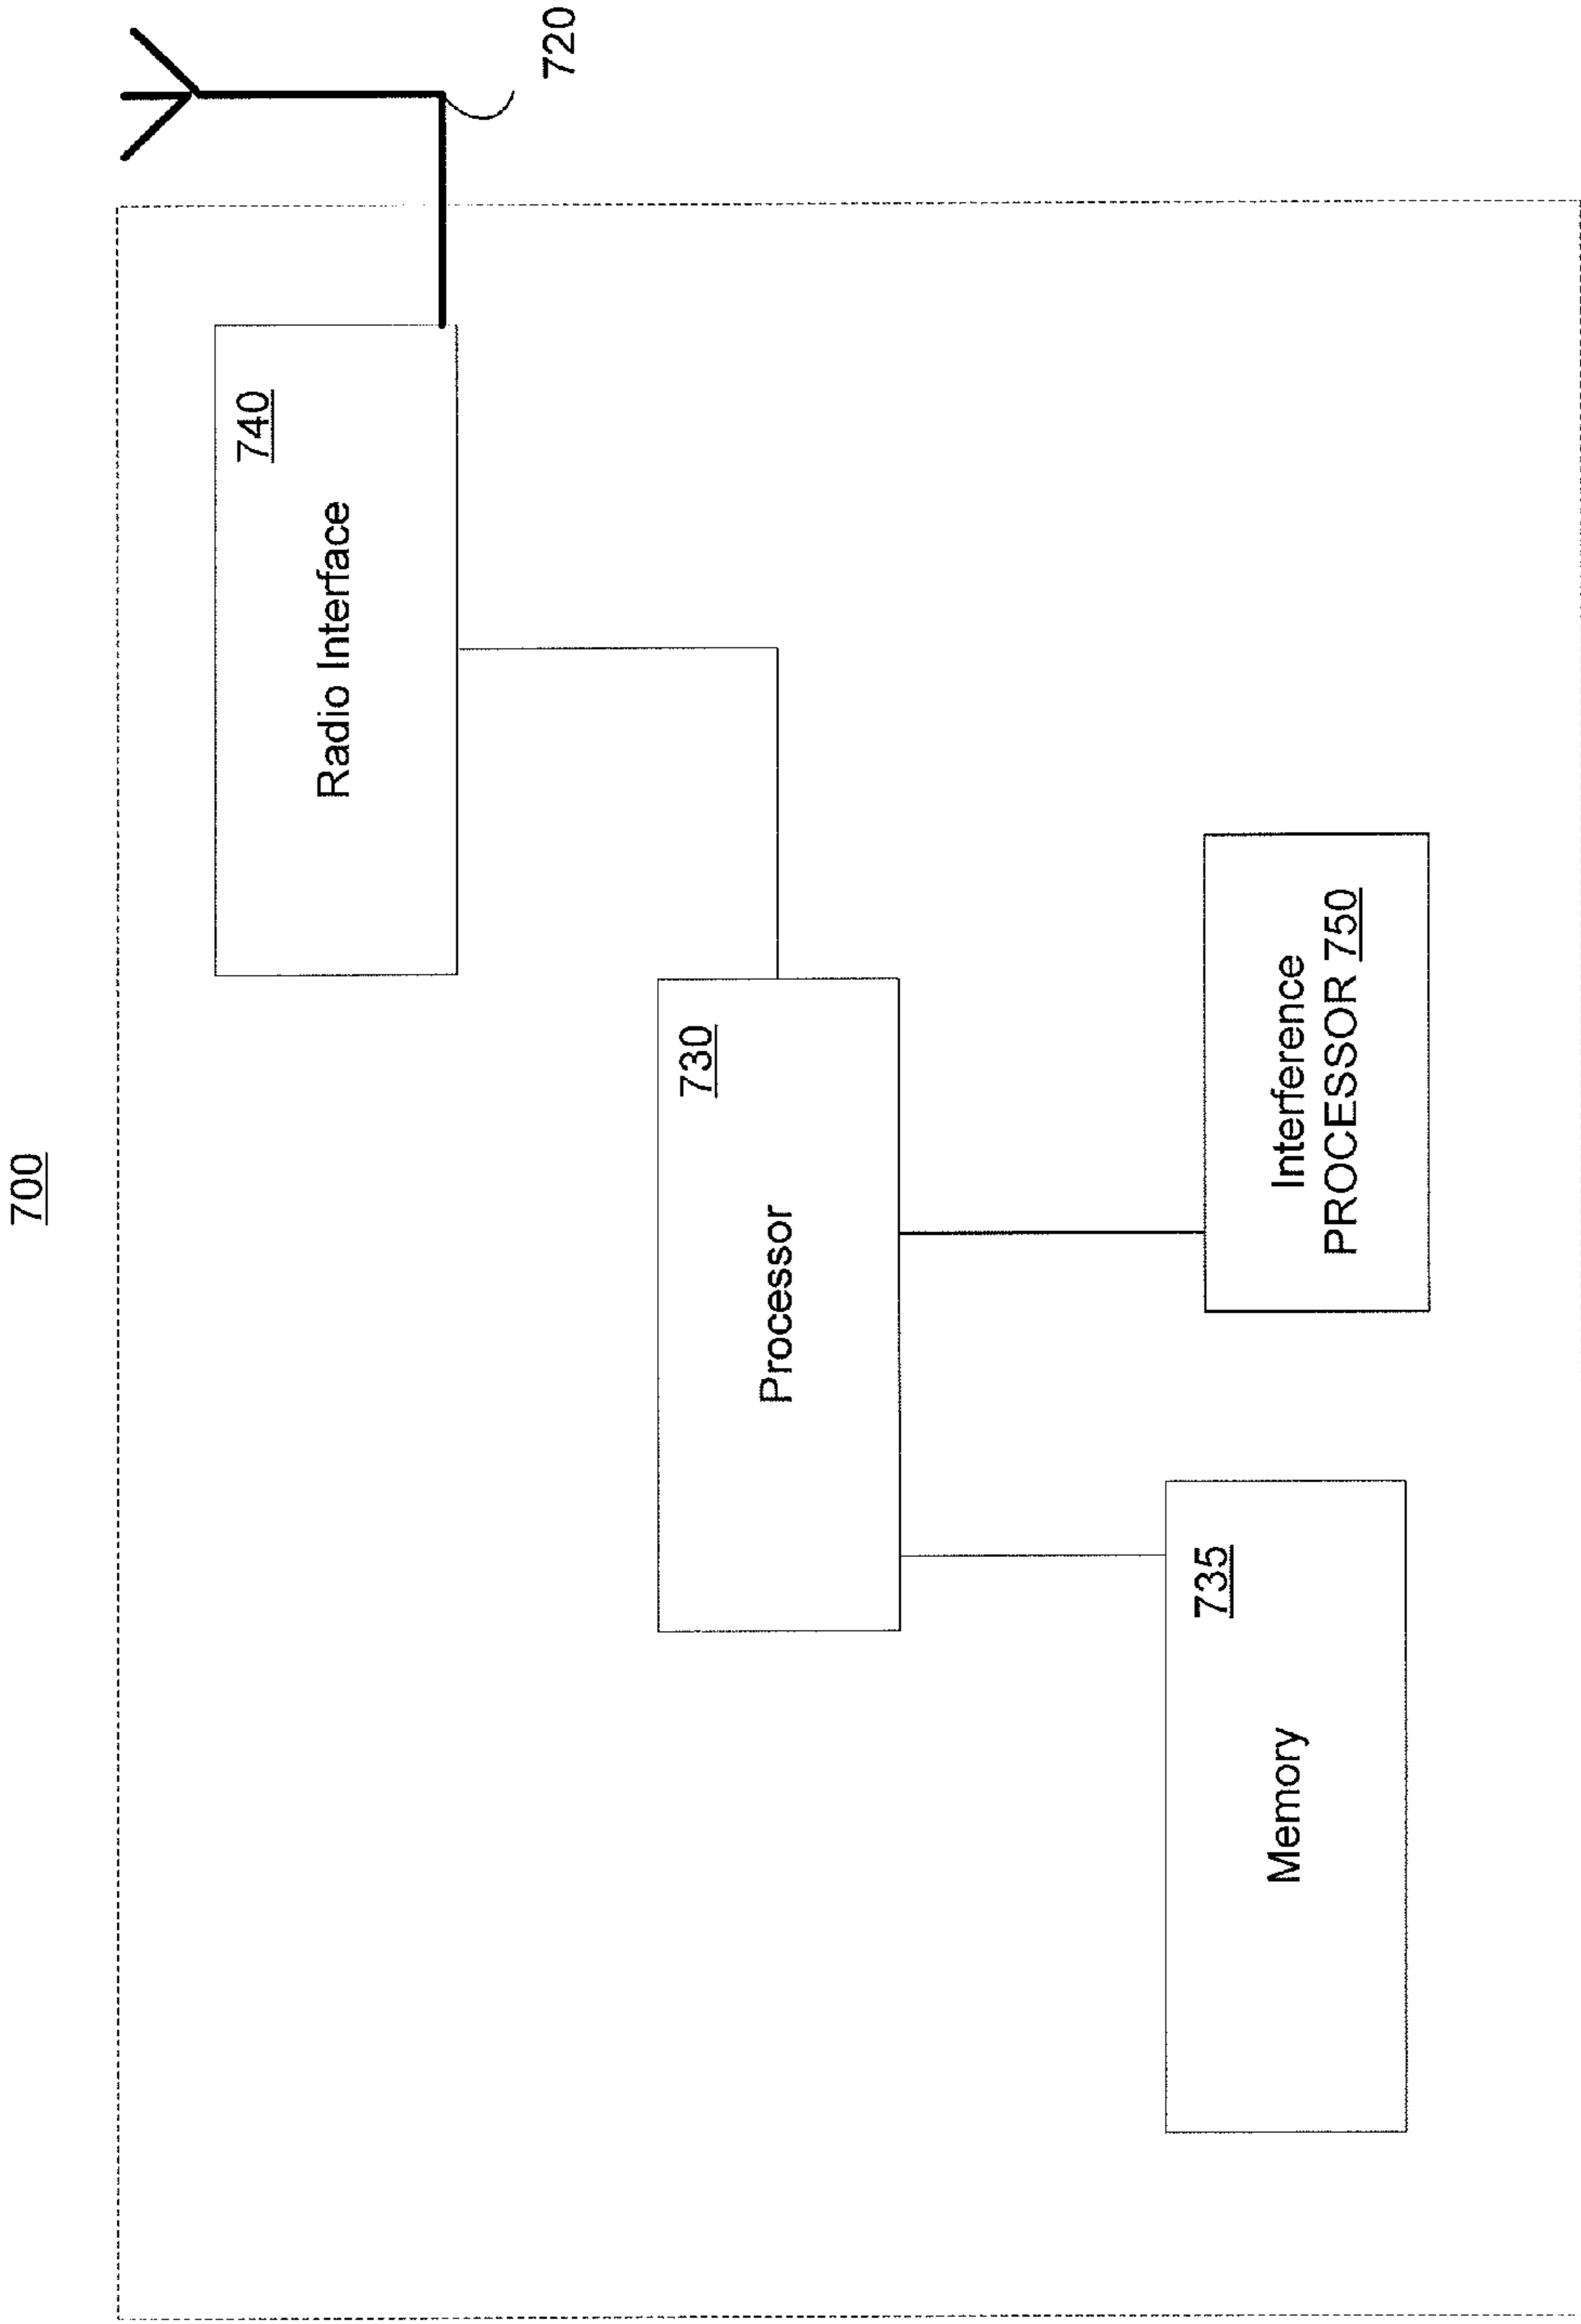 700
720
740
Radio Interface
730
Processor
Interference
PROCESSOR 750
735
Memory